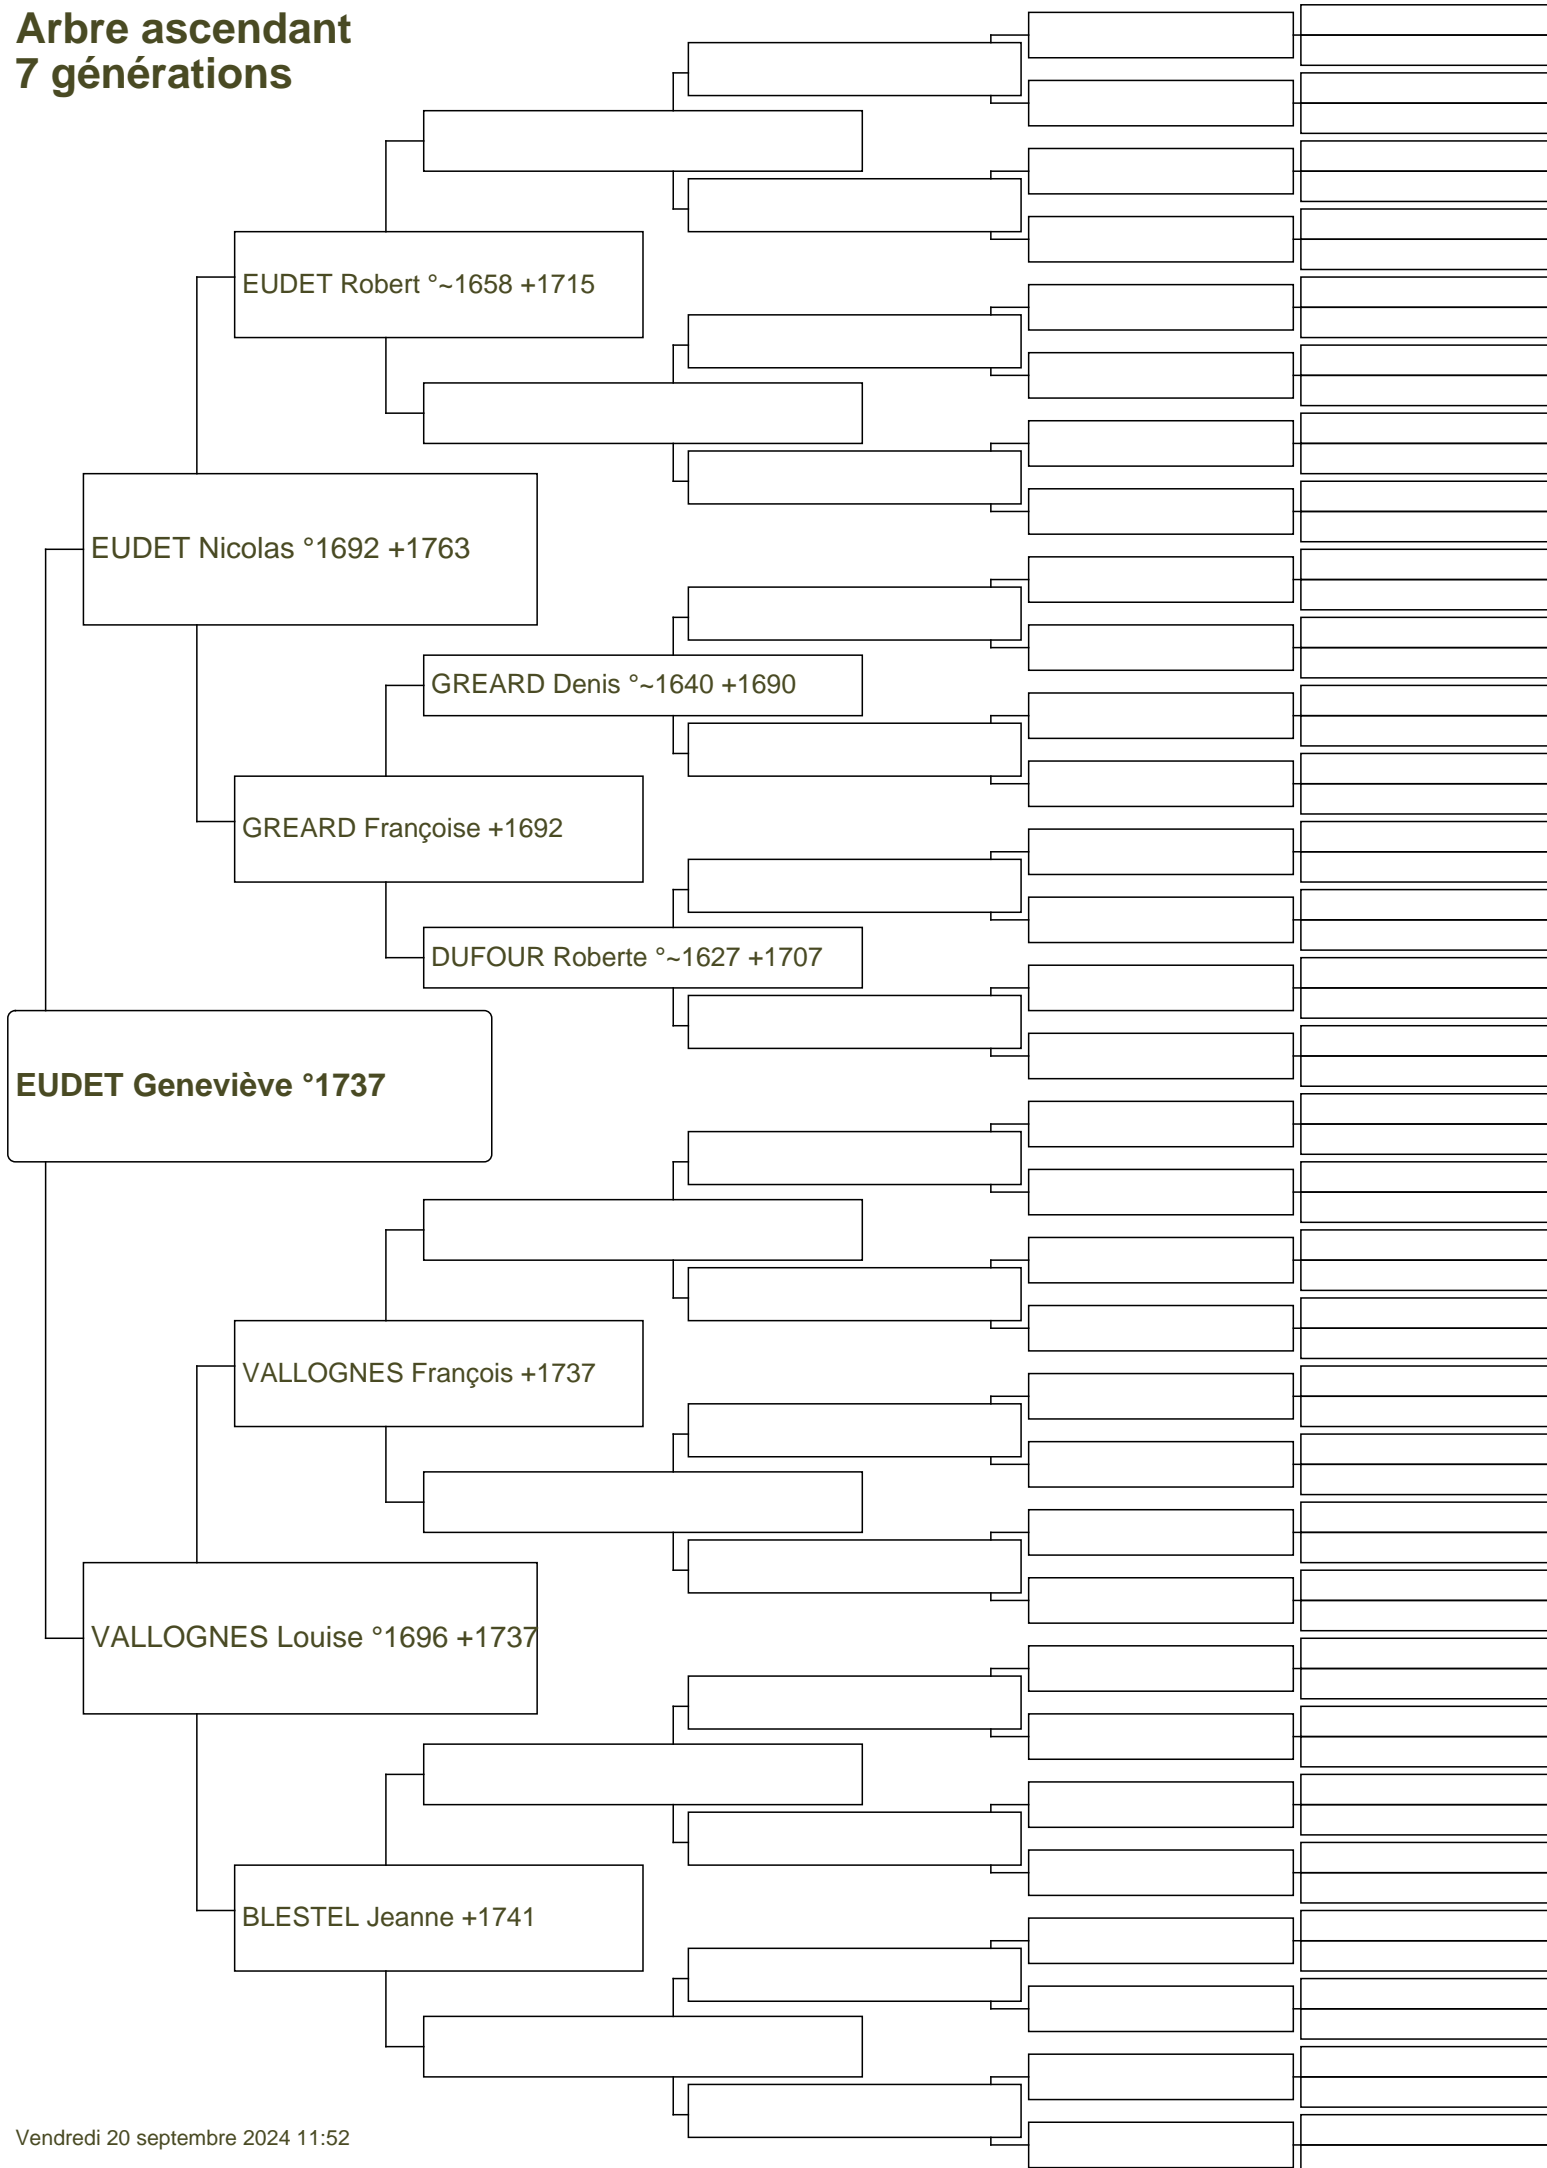 Arbre ascendant
7 générations
EUDET Robert °~1658 +1715
EUDET Nicolas °1692 +1763
GREARD Denis °~1640 +1690
GREARD Françoise +1692
DUFOUR Roberte °~1627 +1707
EUDET Geneviève °1737
VALLOGNES François +1737
VALLOGNES Louise °1696 +1737
BLESTEL Jeanne +1741
Vendredi 20 septembre 2024 11:52